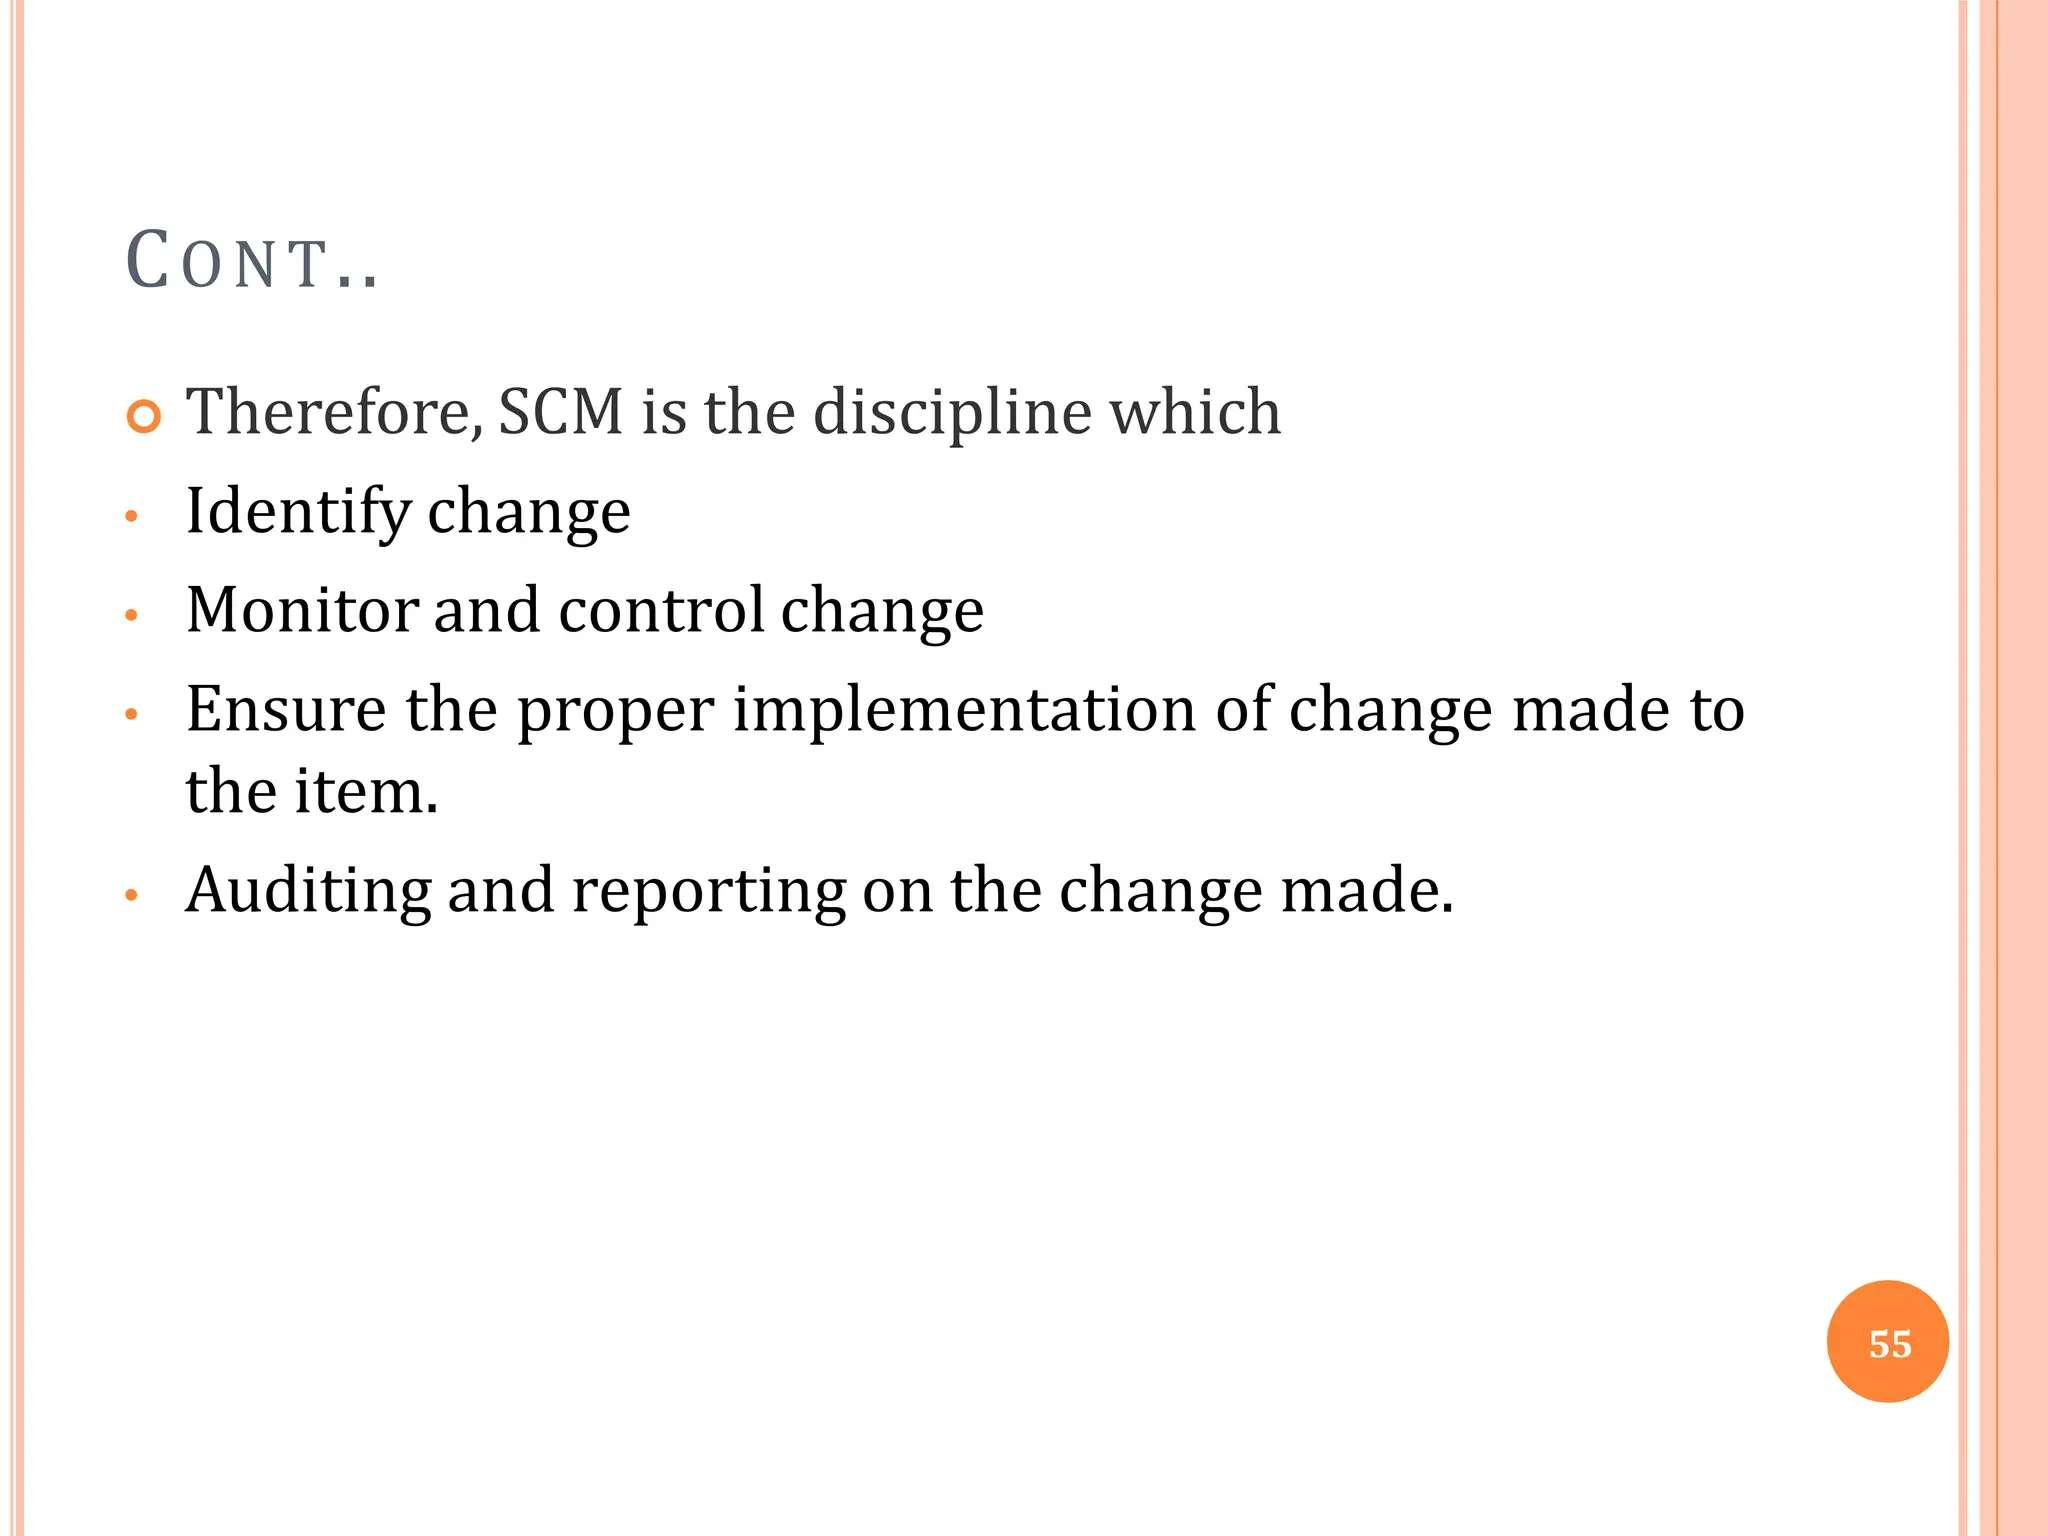 CONT..
Therefore, SCM is the discipline which
• Identify change
• Monitor and control change
• Ensure the proper implementation of change made to
the item.
• Auditing and reporting on the change made.
55